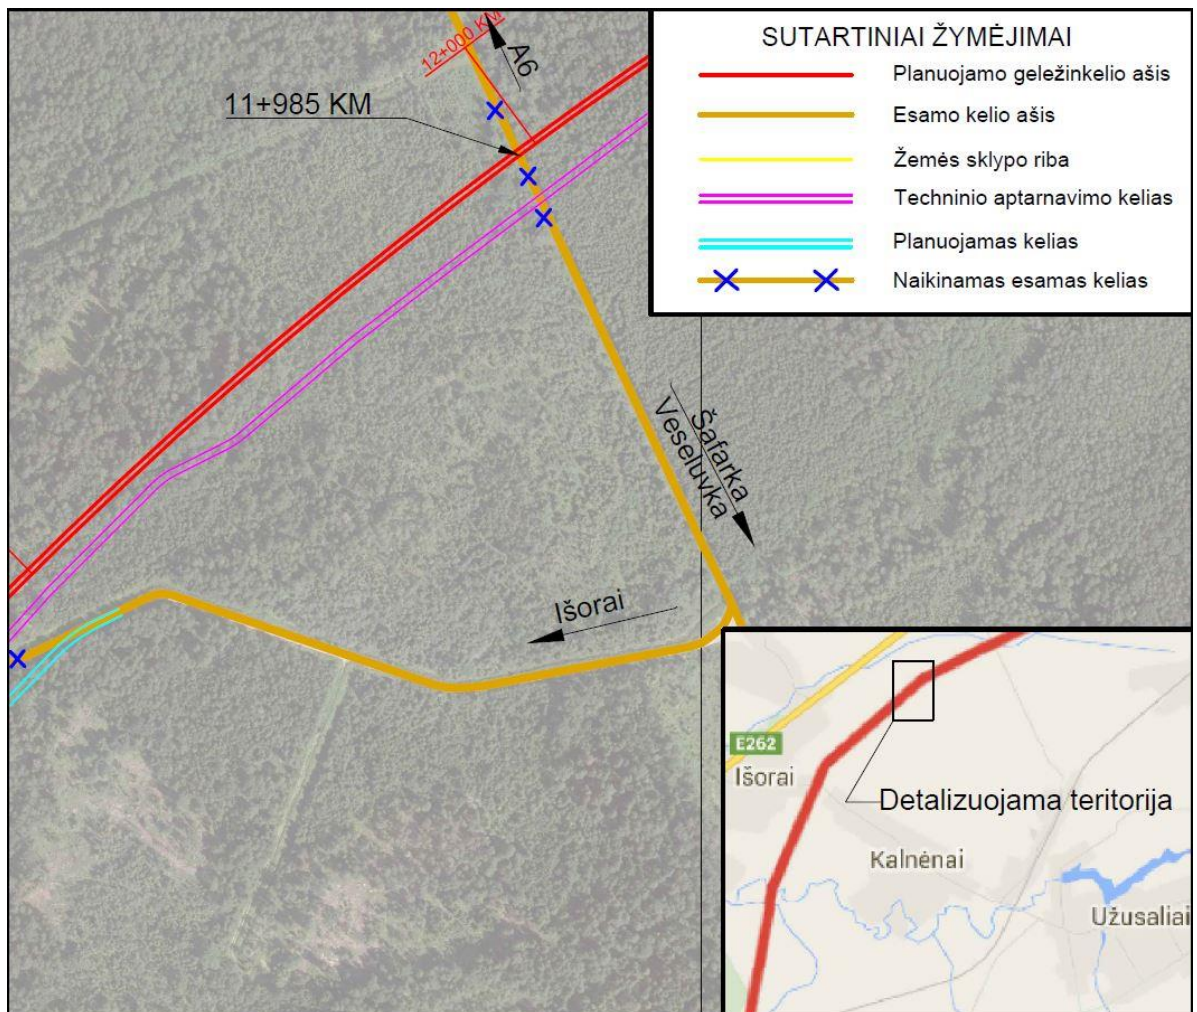 12+000 KM
A6
11+985 KM
SUTARTINIAI ŽYMĖJIMAI
Planuojamo geležinkelio ašis
Esamo kelio ašis
Žemės sklypo riba
Techninio aptarnavimo kelias
Planuojamas kelias
Naikinamas esamas kelias
Šafarka
Veseluvka
Išorai
E262
Išorai
Detalizuojama teritorija
Kalnėnai
Užusaliai